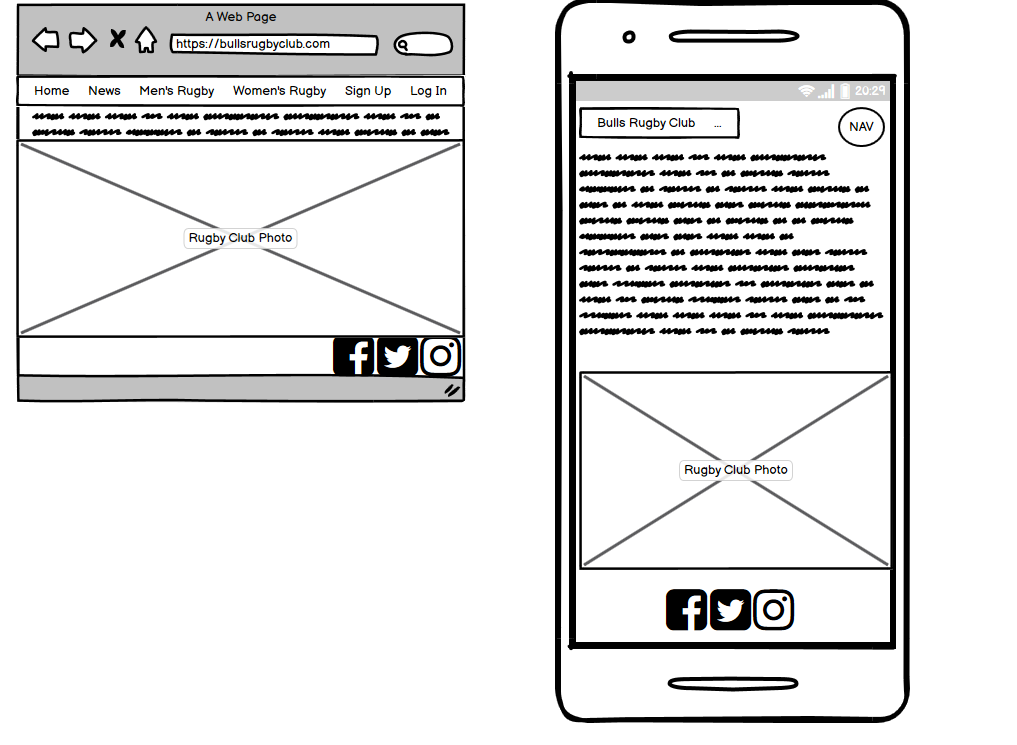 A Web Page
https://bullsrugbyclub.com
Home News Men's Rugby Women's Rugby Sign Up Log In
Rugby Club Photo
20:29
Bulls Rugby Club ...
NAV
Rugby Club Photo